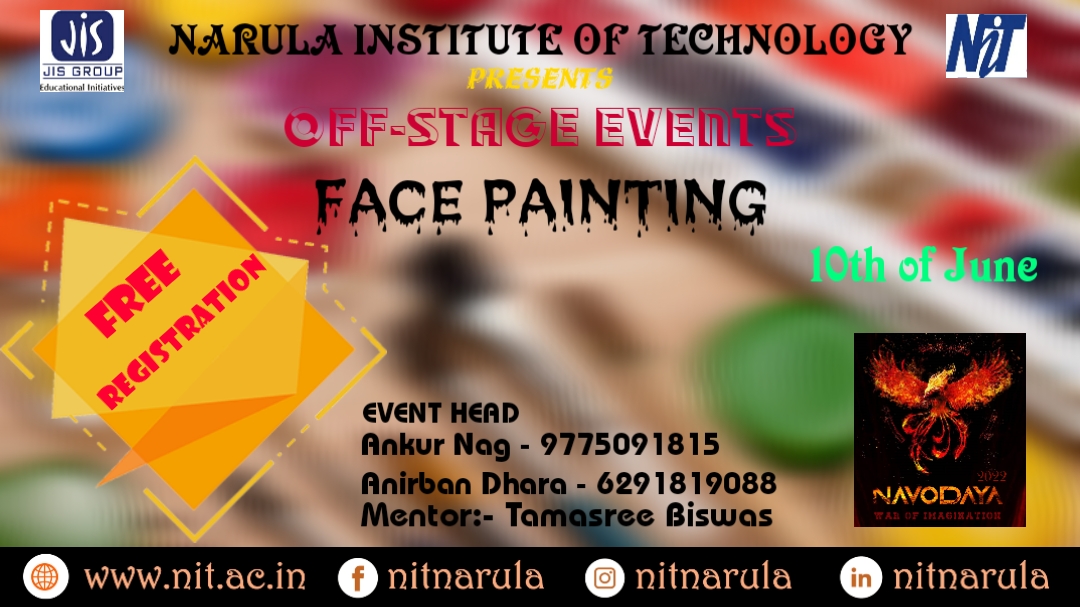 JIS
JIS GROUP
Educational Initiatives
NARULA INSTITUTE OF TECHNOLOGY
NiT
PRESENTS
OFF-STAGE EVENTS
FACE PAINTING
10th of June
FREE
REGISTRATION
EVENT HEAD
Ankur Nag - 9775091815
Anirban Dhara - 6291819088
Mentor:- Tamasree Biswas
2022
NAVODAYA
WAR OF IMAGINATION
www.nit.ac.in
nitnarula
nitnarula
in nitnarula